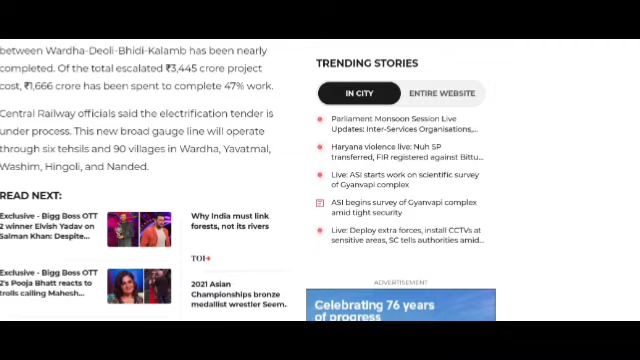 between Wardha-Deoli-Bhidi-Kalamb has been nearly
completed. Of the total escalated ₹3,445 crore project
cost, ₹1,666 crore has been spent to complete 47% work.
Central Railway officials said the electrification tender is
under process. This new broad gauge line will operate
through six tehsils and 90 villages in Wardha, Yavatmal,
Washim, Hingoli, and Nanded.
READ NEXT:
Exclusive - Bigg Boss OTT
2 winner Elvish Yadav on
Salman Khan: Despite...
Why India must link
forests, not its rivers
TOI+
Exclusive - Bigg Boss OTT
2's Pooja Bhatt reacts to
trolls calling Mahesh...
2021 Asian
Championships bronze
medallist wrestler Seem..
TRENDING STORIES
IN CITY
ENTIRE WEBSITE
Parliament Monsoon Session Live
Updates: Inter-Services Organisations,...
Haryana violence live: Nuh SP
transferred, FIR registered against Bittu...
Live: ASI starts work on scientific survey
of Gyanvapi complex
ASI begins survey of Gyanvapi complex
amid tight security
Live: Deploy extra forces, install CCTVs at
sensitive areas, SC tells authorities amid...
ADVERTISEMENT
Celebrating 76 years
of progress